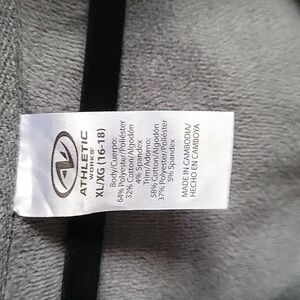 ATHLETIC
WORKS
XL/XG (16-18)
Body/Cuerpo:
64% Polyester/Poliéster
32% Cotton/Algodón
4% Spandex
Trim/Adorno:
58% Cotton/Algodón
37% Polyester/Poliéster
5% Spandex
MADE IN CAMBODIA/
HECHO EN CAMBOYA